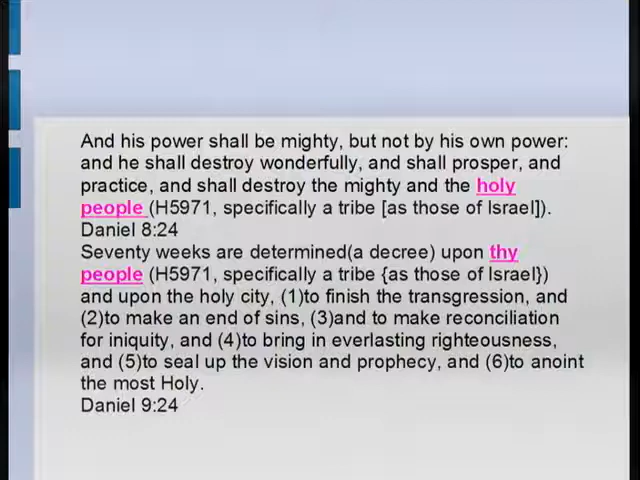 And his power shall be mighty, but not by his own power:
and he shall destroy wonderfully, and shall prosper, and
practice, and shall destroy the mighty and the holy
people (H5971, specifically a tribe [as those of Israel]).
Daniel 8:24
Seventy weeks are determined(a decree) upon thy
people (H5971, specifically a tribe {as those of Israel})
and upon the holy city, (1)to finish the transgression, and
(2)to make an end of sins, (3)and to make reconciliation
for iniquity, and (4)to bring in everlasting righteousness,
and (5)to seal up the vision and prophecy, and (6)to anoint
the most Holy.
Daniel 9:24